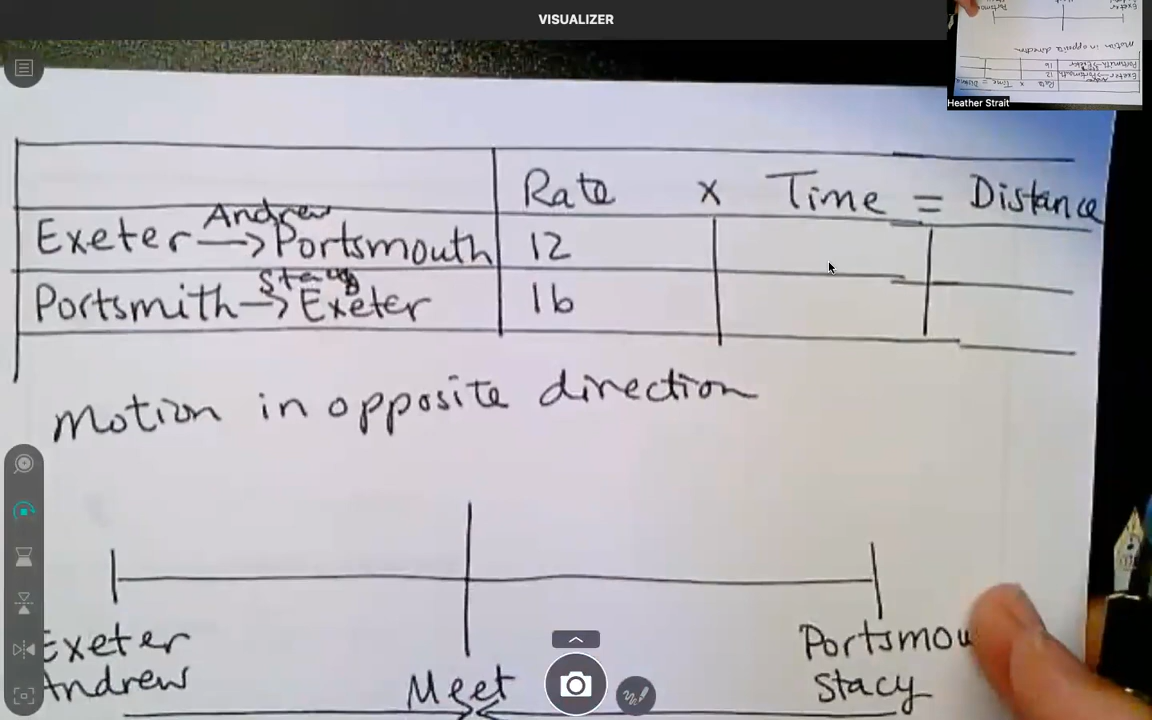 VISUALIZER
Heather Strait
Rate x Time = Distance
Andrew
Exeter → Portsmouth 12
Stacy
Portsmith → Exeter 16
Motion in opposite direction
Exeter
Andrew
Meet
Portsmou
Stacy